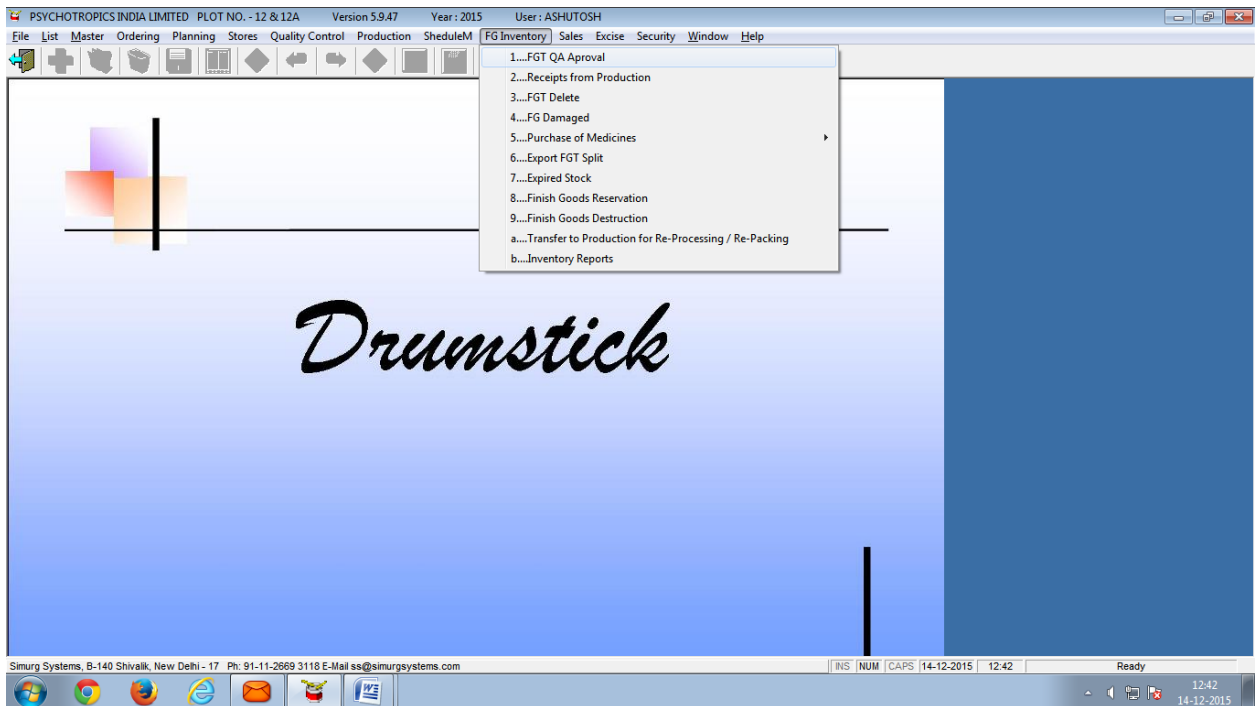 PSYCHOTROPICS INDIA LIMITED PLOT NO. - 12 & 12A Version 5.9.47 Year : 2015 User : ASHUTOSH
File List Master Ordering Planning Stores Quality Control Production SheduleM FG Inventory Sales Excise Security Window Help
1....FGT QA Aproval
2....Receipts from Production
3....FGT Delete
4....FG Damaged
5....Purchase of Medicines
6....Export FGT Split
7....Expired Stock
8....Finish Goods Reservation
9....Finish Goods Destruction
a....Transfer to Production for Re-Processing / Re-Packing
b....Inventory Reports
Drumstick
Simurg Systems, B-140 Shivalik, New Delhi - 17 Ph: 91-11-2669 3118 E-Mail ss@simurgsystems.com INS NUM CAPS 14-12-2015 12:42 Ready
12:42
14-12-2015